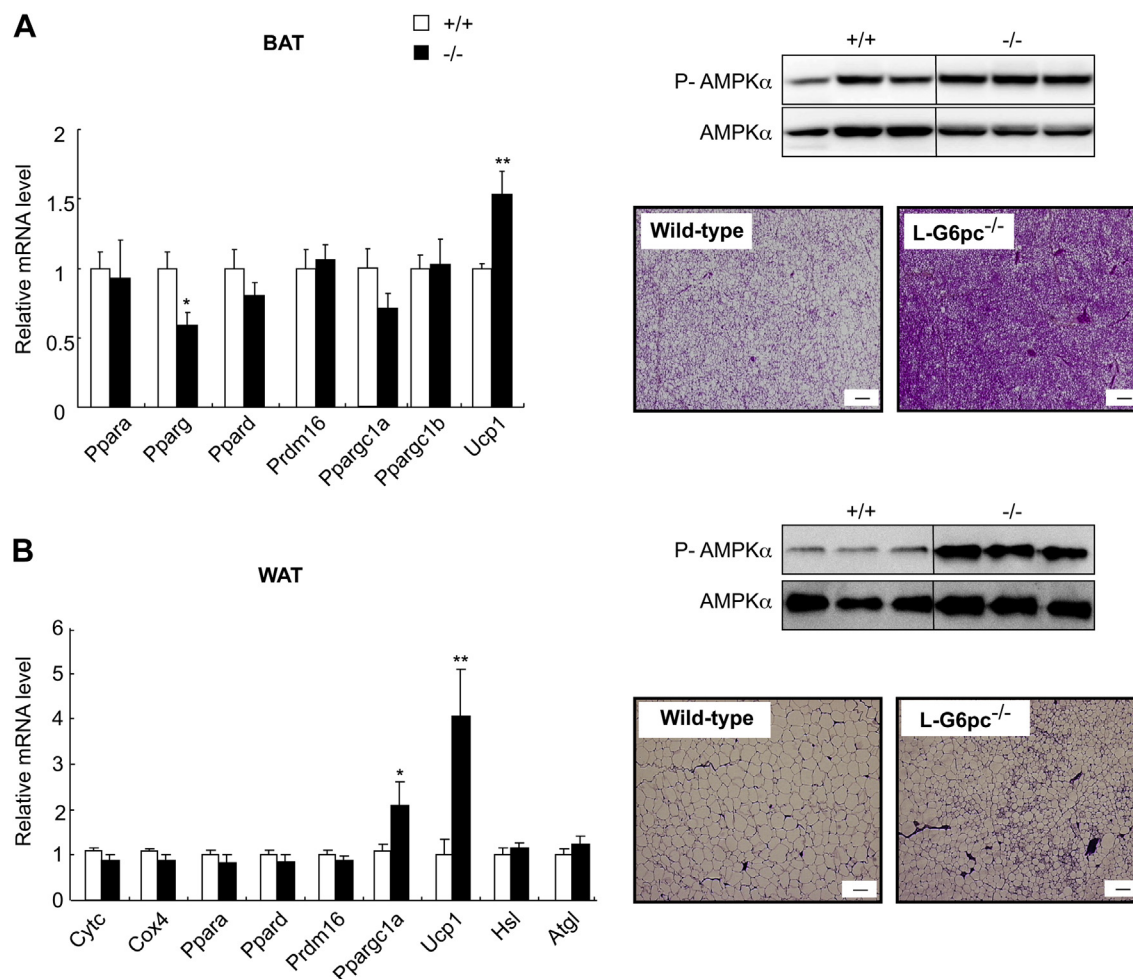 A
BAT
+/+
-/-
Relative mRNA level
2
1.5
1
0.5
0
*
**
Ppara
Pparg
Ppard
Prdm16
Ppargc1a
Ppargc1b
Ucp1
+/+ -/-
P- AMPKα
AMPKα
Wild-type
L-G6pc-/-
B
WAT
Relative mRNA level
6
5
4
2
1
0
*
**
Cytc
Cox4
Ppara
Ppard
Prdm16
Ppargc1a
Ucp1
Hsl
Atgl
+/+ -/-
P- AMPKα
AMPKα
Wild-type
L-G6pc-/-